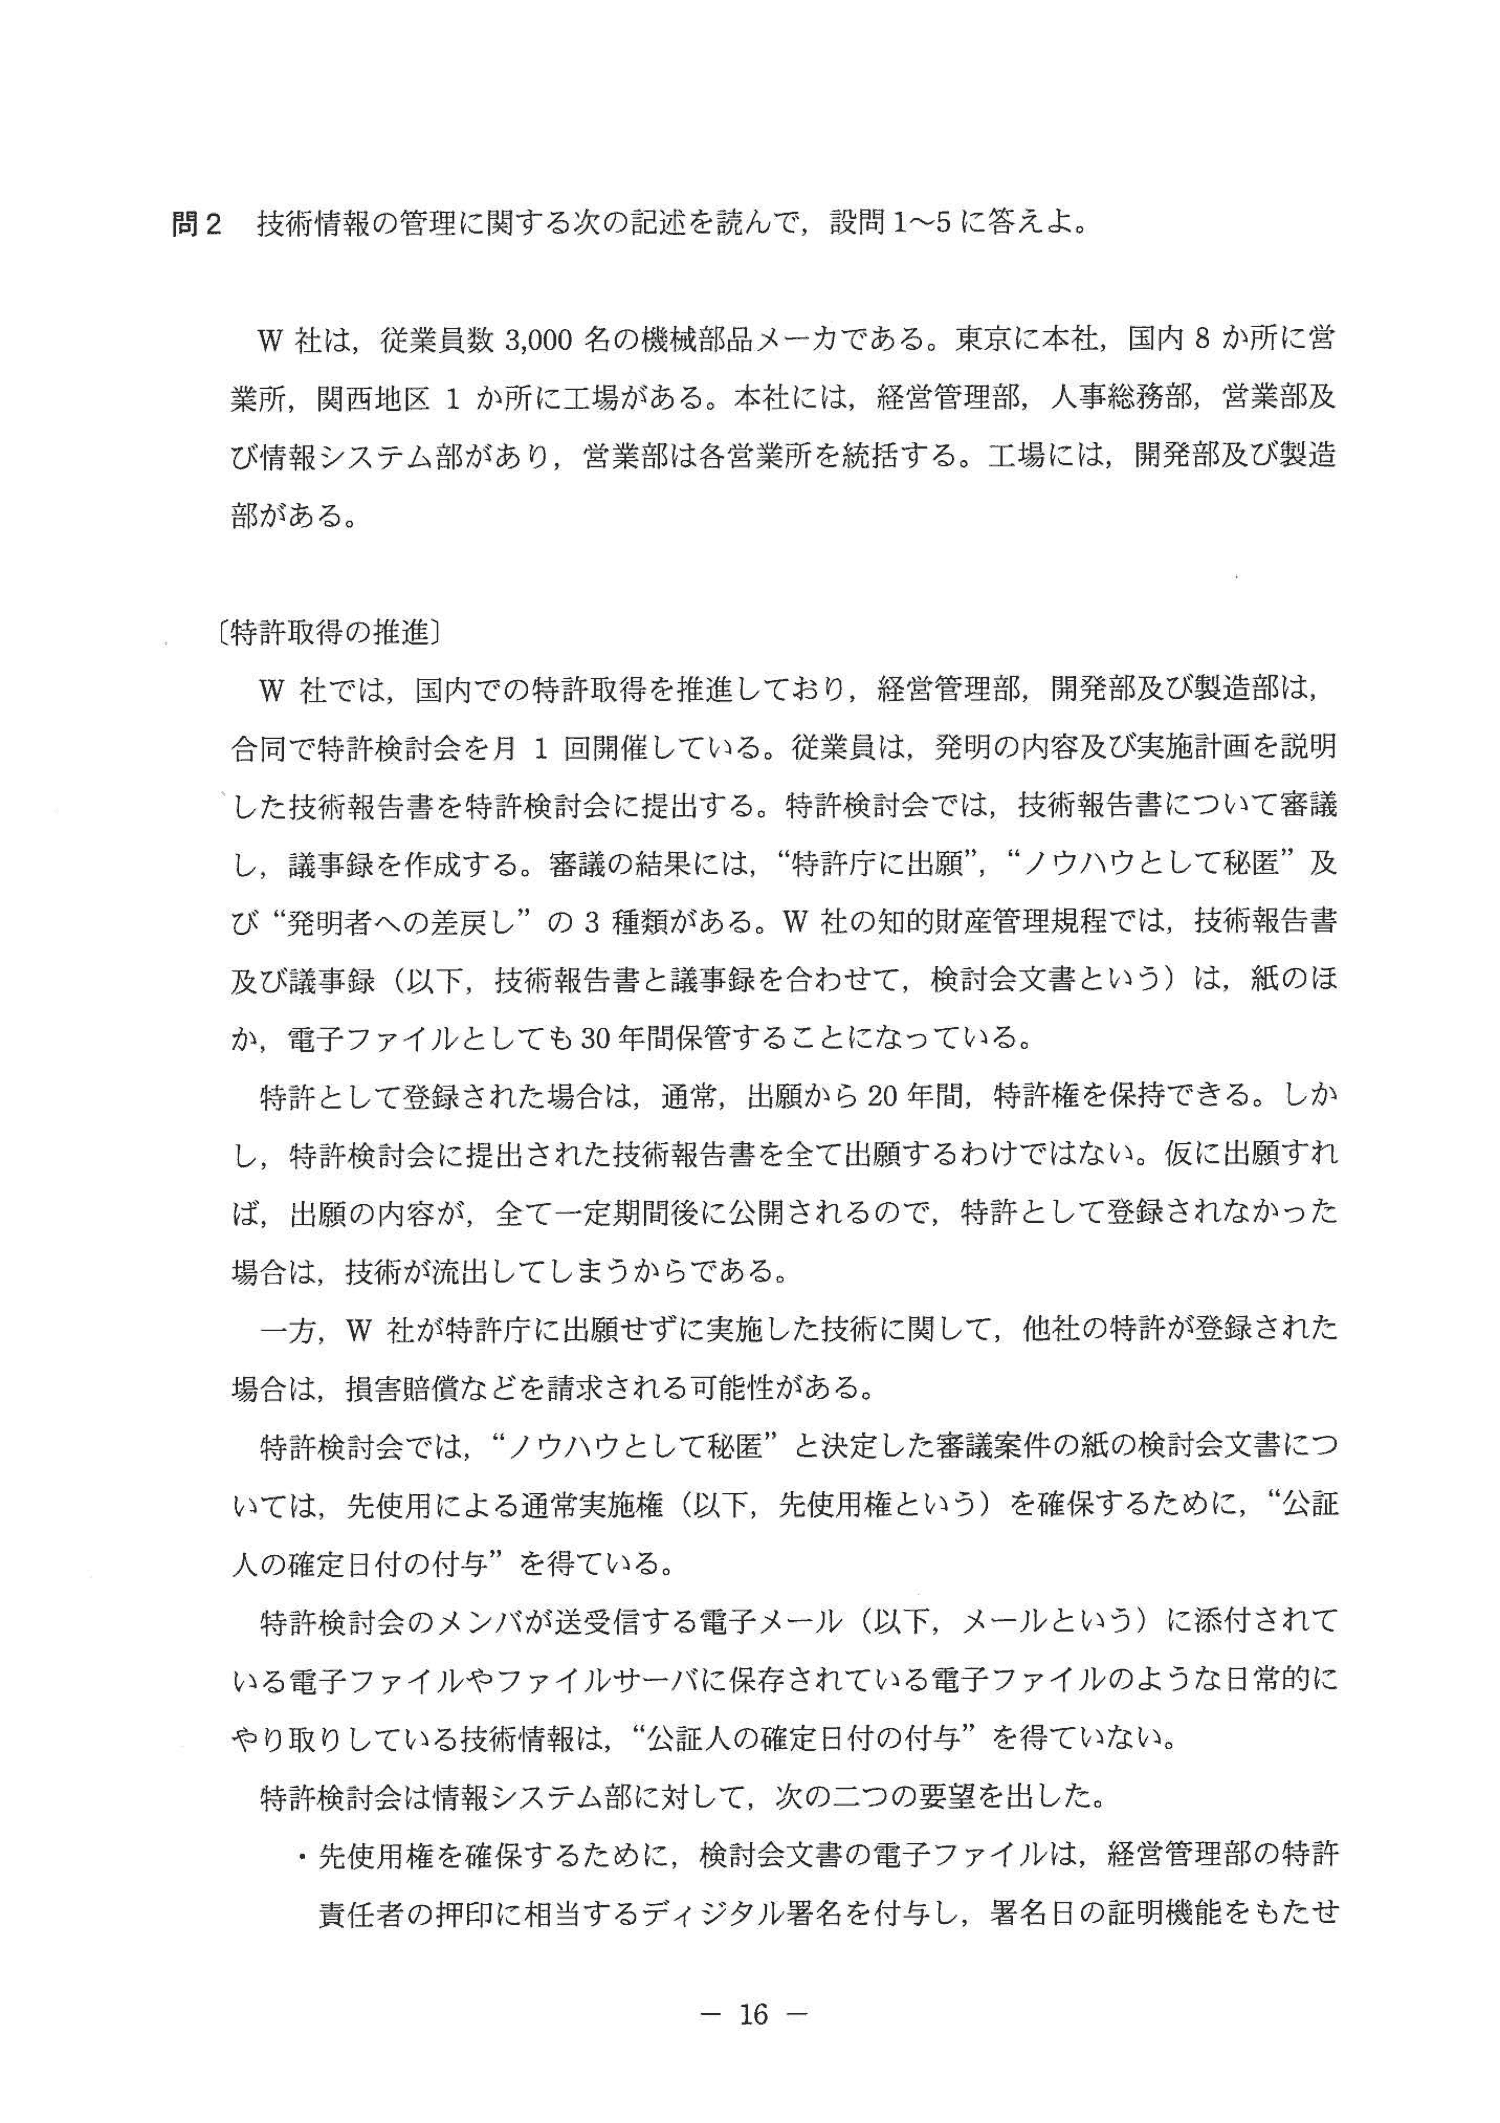 問2 技術情報の管理に関する次の記述を読んで，設問1～5に答えよ。
W 社は，従業員数 3,000 名の機械部品メーカである。東京に本社，国内 8 か所に営
業所，関西地区 1 か所に工場がある。本社には，経営管理部，人事総務部，営業部及
び情報システム部があり，営業部は各営業所を統括する。工場には，開発部及び製造
部がある。
〔特許取得の推進〕
W 社では，国内での特許取得を推進しており，経営管理部，開発部及び製造部は，
合同で特許検討会を月 1 回開催している。従業員は，発明の内容及び実施計画を説明
した技術報告書を特許検討会に提出する。特許検討会では，技術報告書について審議
し，議事録を作成する。審議の結果には，“特許庁に出願”，“ノウハウとして秘匿” 及
び “発明者への差戻し” の 3 種類がある。W 社の知的財産管理規程では，技術報告書
及び議事録（以下，技術報告書と議事録を合わせて，検討会文書という）は，紙のほ
か，電子ファイルとしても 30 年間保管することになっている。
特許として登録された場合は，通常，出願から 20 年間，特許権を保持できる。しか
し，特許検討会に提出された技術報告書を全て出願するわけではない。仮に出願すれ
ば，出願の内容が，全て一定期間後に公開されるので，特許として登録されなかった
場合は，技術が流出してしまうからである。
一方，W 社が特許庁に出願せずに実施した技術に関して，他社の特許が登録された
場合は，損害賠償などを請求される可能性がある。
特許検討会では，“ノウハウとして秘匿” と決定した審議案件の紙の検討会文書につ
いては，先使用による通常実施権（以下，先使用権という）を確保するために，“公証
人の確定日付の付与” を得ている。
特許検討会のメンバが送受信する電子メール（以下，メールという）に添付されて
いる電子ファイルやファイルサーバに保存されている電子ファイルのような日常的に
やり取りしている技術情報は，“公証人の確定日付の付与” を得ていない。
特許検討会は情報システム部に対して，次の二つの要望を出した。
・先使用権を確保するために，検討会文書の電子ファイルは，経営管理部の特許
責任者の押印に相当するディジタル署名を付与し，署名日の証明機能をもたせ
－ 16 －